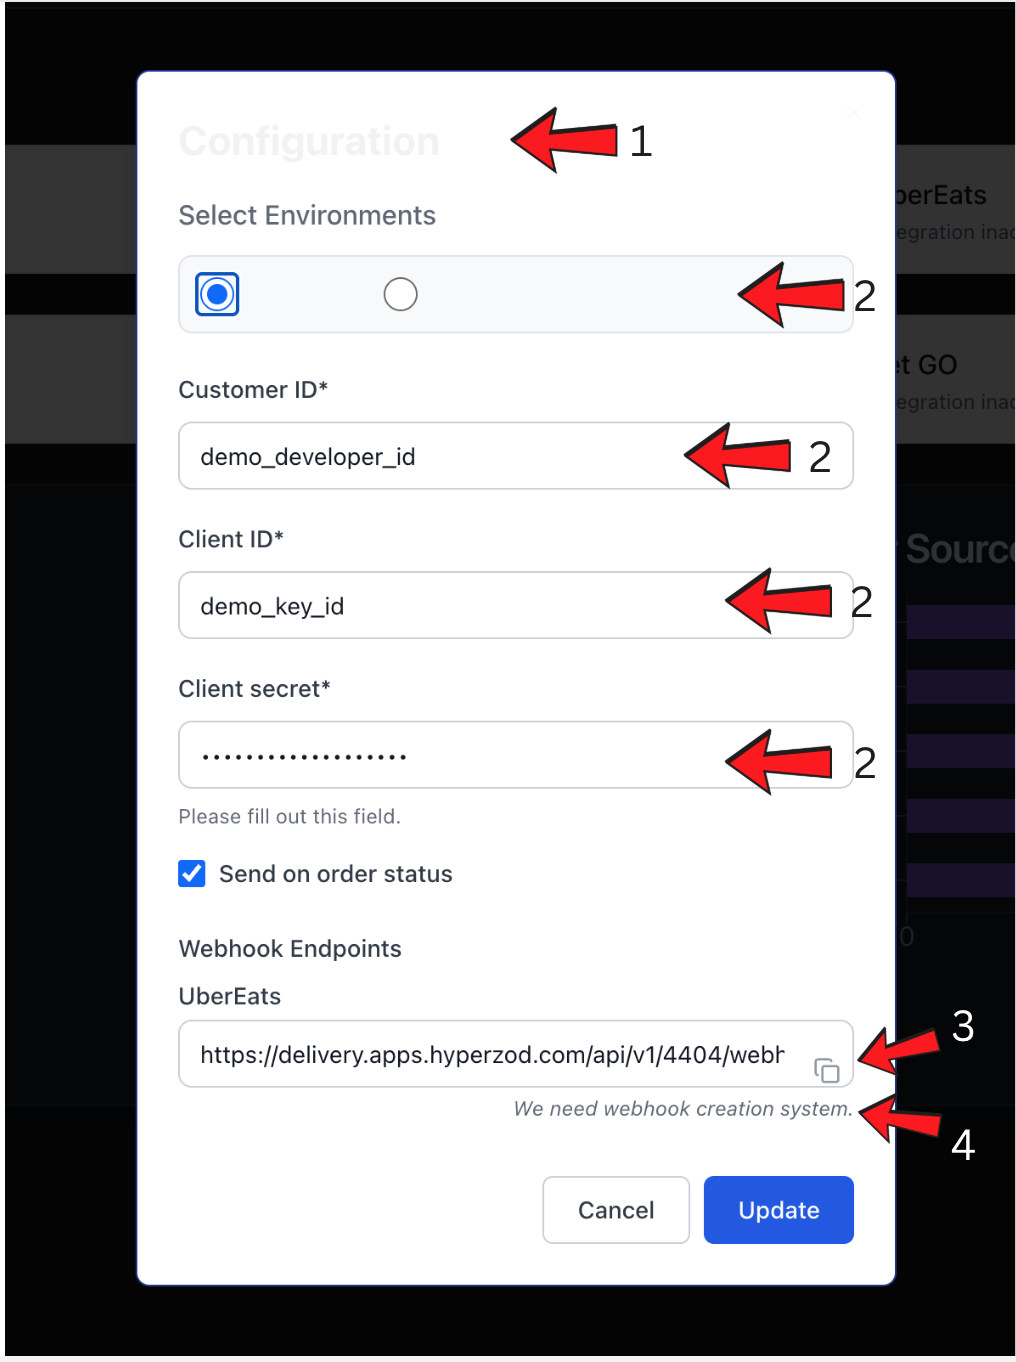 Configuration
1
Select Environments
2
Customer ID*
demo_developer_id
2
Client ID*
demo_key_id
2
Client secret*
•••••••••••••••••••
2
Please fill out this field.
Send on order status
Webhook Endpoints
UberEats
https://delivery.apps.hyperzod.com/api/v1/4404/webh
3
We need webhook creation system.
4
Cancel
Update
berEats
egration inac
et GO
egration inac
Sourc
0